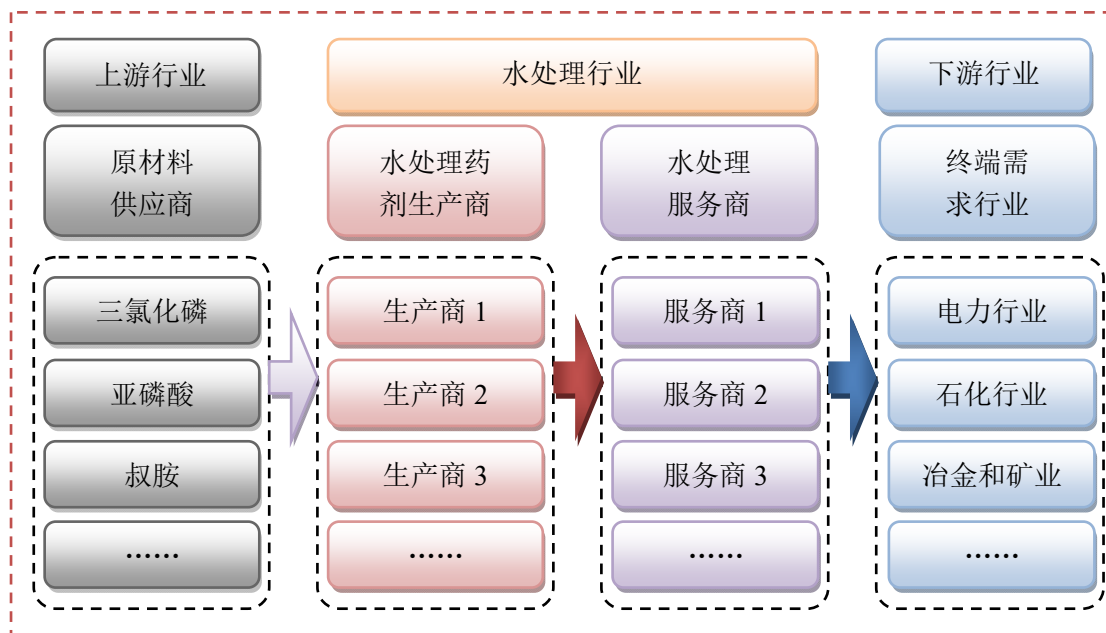 上游行业
水处理行业
下游行业
原材料
供应商
水处理药
剂生产商
水处理
服务商
终端需
求行业
三氯化磷
生产商 1
服务商 1
电力行业
亚磷酸
生产商 2
服务商 2
石化行业
叔胺
生产商 3
服务商 3
冶金和矿业
……
……
……
……